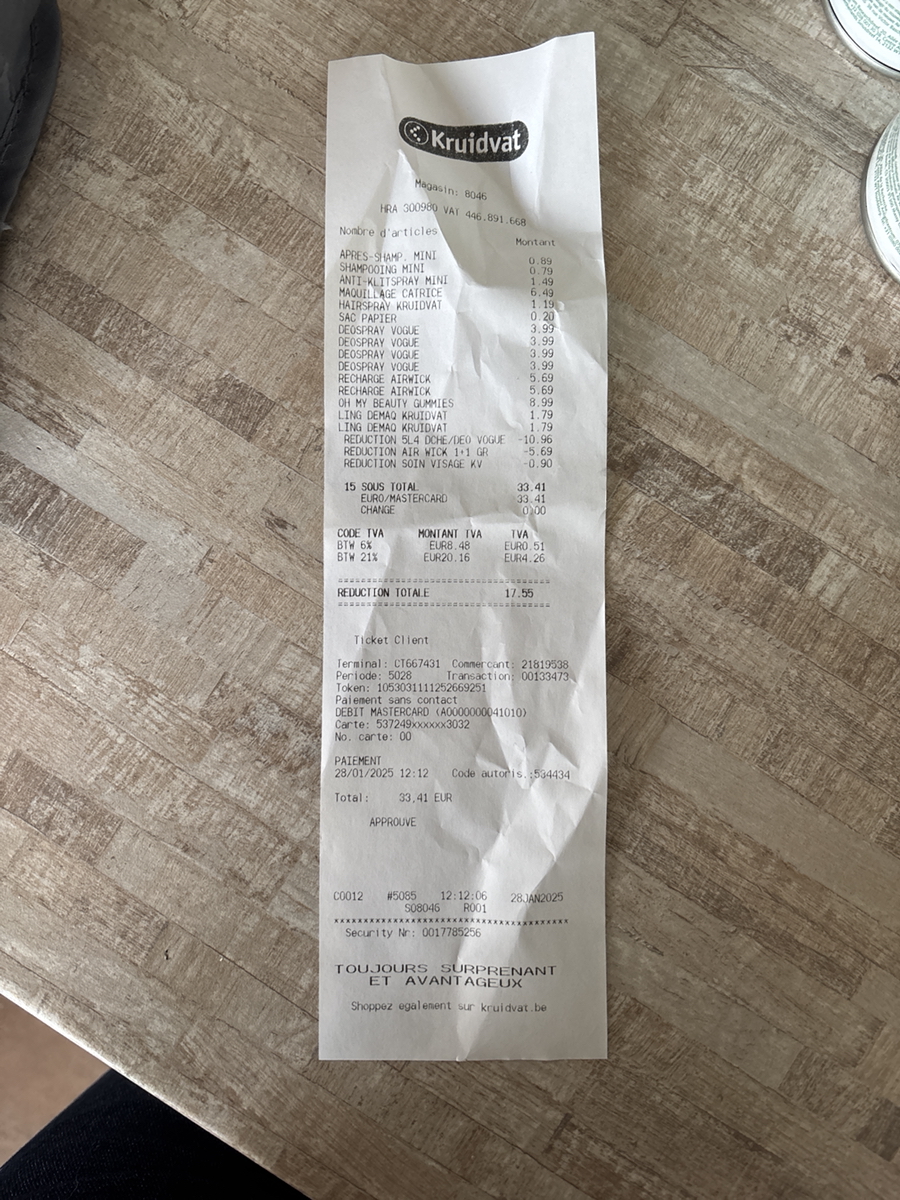 Kruidvat
Magasin: 8046
HRA 300980 VAT 446.891.668
Nombre d'articles Montant
APRES-SHAMP. MINI 0.89
SHAMPOOING MINI 0.79
ANTI-KLITSPRAY MINI 1.49
MAQUILLAGE CATRICE 6.49
HAIRSPRAY KRUIDVAT 1.19
SAC PAPIER 0.20
DEOSPRAY VOGUE 3.99
DEOSPRAY VOGUE 3.99
DEOSPRAY VOGUE 3.99
DEOSPRAY VOGUE 3.99
RECHARGE AIRWICK 5.69
RECHARGE AIRWICK 5.69
OH MY BEAUTY GUMMIES 8.99
LING DEMAQ KRUIDVAT 1.79
LING DEMAQ KRUIDVAT 1.79
REDUCTION 5L4 DCHE/DEO VOGUE -10.96
REDUCTION AIR WICK 1+1 GR -5.69
REDUCTION SOIN VISAGE KV -0.90
15 SOUS TOTAL 33.41
EURO/MASTERCARD 33.41
CHANGE 0.00
CODE TVA MONTANT TVA TVA
BTW 6% EUR8.48 EUR0.51
BTW 21% EUR20.16 EUR4.26
REDUCTION TOTALE 17.55
Ticket Client
Terminal: CT667431 Commercant: 21819538
Periode: 5028 Transaction: 00133473
Token: 1053031111252669251
Paiement sans contact
DEBIT MASTERCARD (A0000000041010)
Carte: 537249xxxxxx3032
No. carte: 00
PAIEMENT
28/01/2025 12:12 Code autoris.:534434
Total: 33,41 EUR
APPROUVE
C0012 #5085 12:12:06 28JAN2025
S08046 R001
xxxxxxxxxxxxxxxxxxxxxxxxxxxxxxxxxxxxxxx
Security Nr: 0017785256
TOUJOURS SURPRENANT
ET AVANTAGEUX
Shoppez egalement sur kruidvat.be